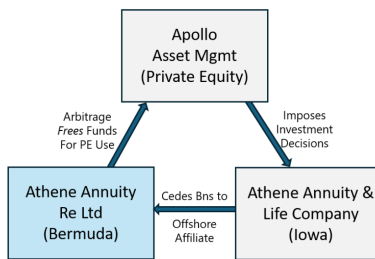 Apollo
Asset Mgmt
(Private Equity)
Arbitrage
Frees Funds
For PE Use
Imposes
Investment
Decisions
Athene Annuity
Re Ltd
(Bermuda)
Cedes Bns to
Offshore
Affiliate
Athene Annuity &
Life Company
(Iowa)